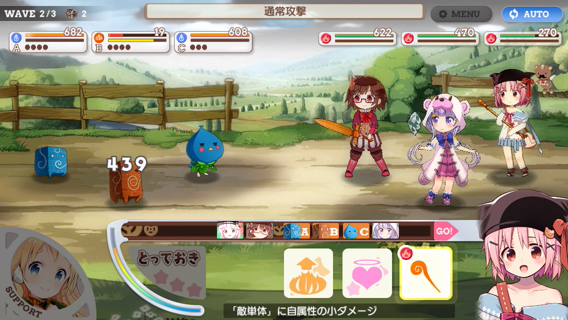 WAVE 2/3 2
通常攻撃
MENU
AUTO
682
A
19
B
608
C
622
470
270
439
A B C GO!
とっておき
SUPPORT
「敵単体」に自属性の小ダメージ